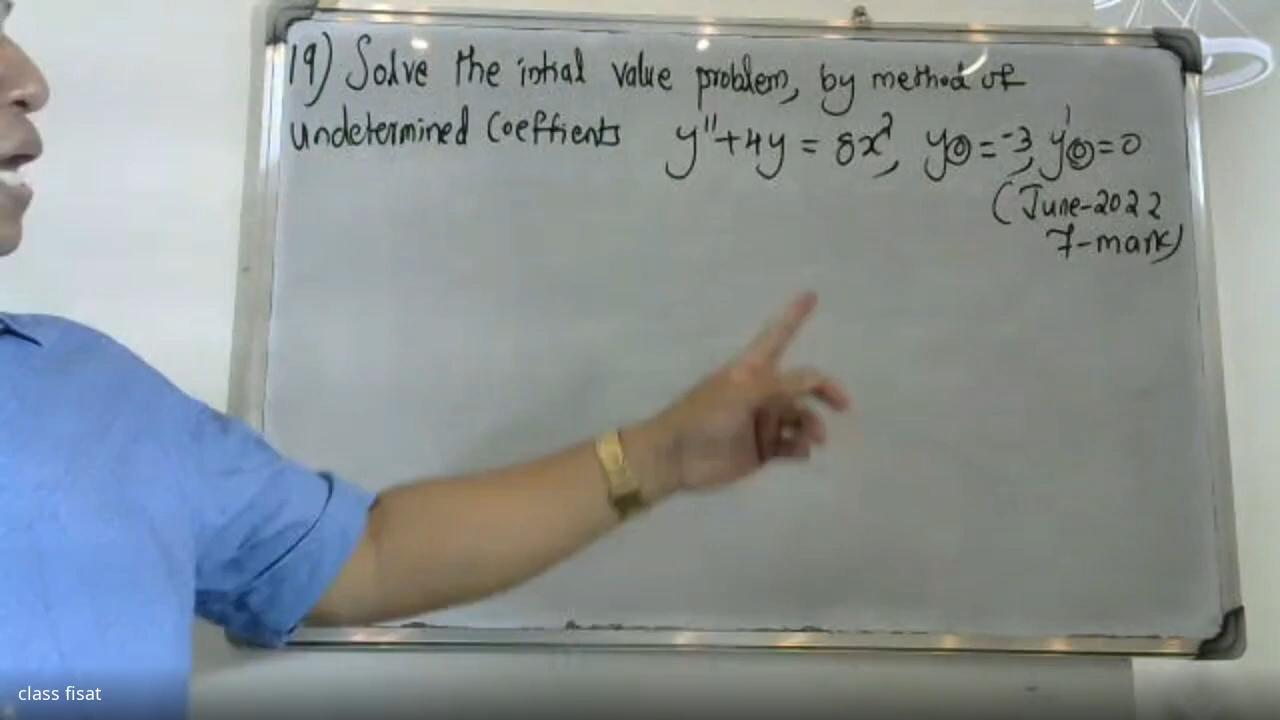 19) Solve the intial value problem, by method of
undetermined Coeffients y''+4y = 8x², y(0) = -3, y'(0) = 0
(June-2022
7-mark)
class fisat